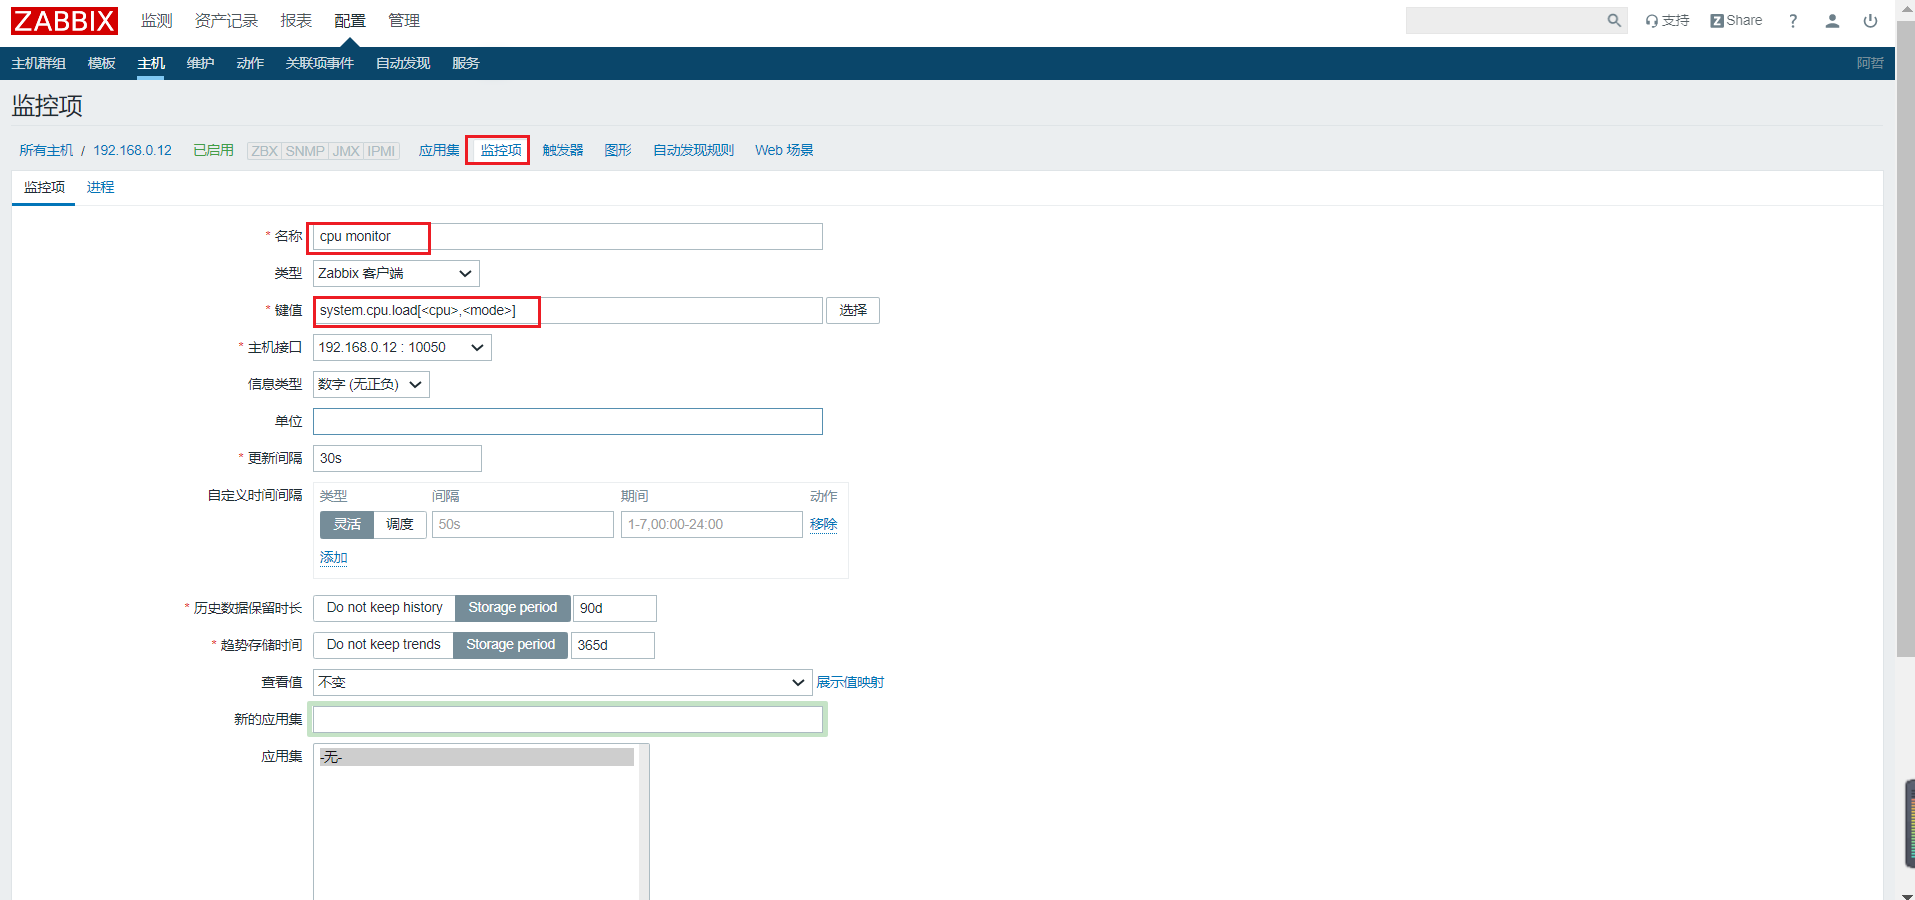 ZABBIX 监测 资产记录 报表 配置 管理 支持 Z Share ?
主机群组 模板 主机 维护 动作 关联项事件 自动发现 服务 阿哲
监控项
所有主机 / 192.168.0.12 已启用 ZBX SNMP JMX IPMI 应用集 监控项 触发器 图形 自动发现规则 Web 场景
监控项 进程
* 名称 cpu monitor
类型 Zabbix 客户端
* 键值 system.cpu.load[<cpu>,<mode>] 选择
* 主机接口 192.168.0.12 : 10050
信息类型 数字 (无正负)
单位
* 更新间隔 30s
自定义时间间隔 类型 间隔 期间 动作
灵活 调度 50s 1-7,00:00-24:00 移除
添加
* 历史数据保留时长 Do not keep history Storage period 90d
* 趋势存储时间 Do not keep trends Storage period 365d
查看值 不变 展示值映射
新的应用集
应用集 -无-